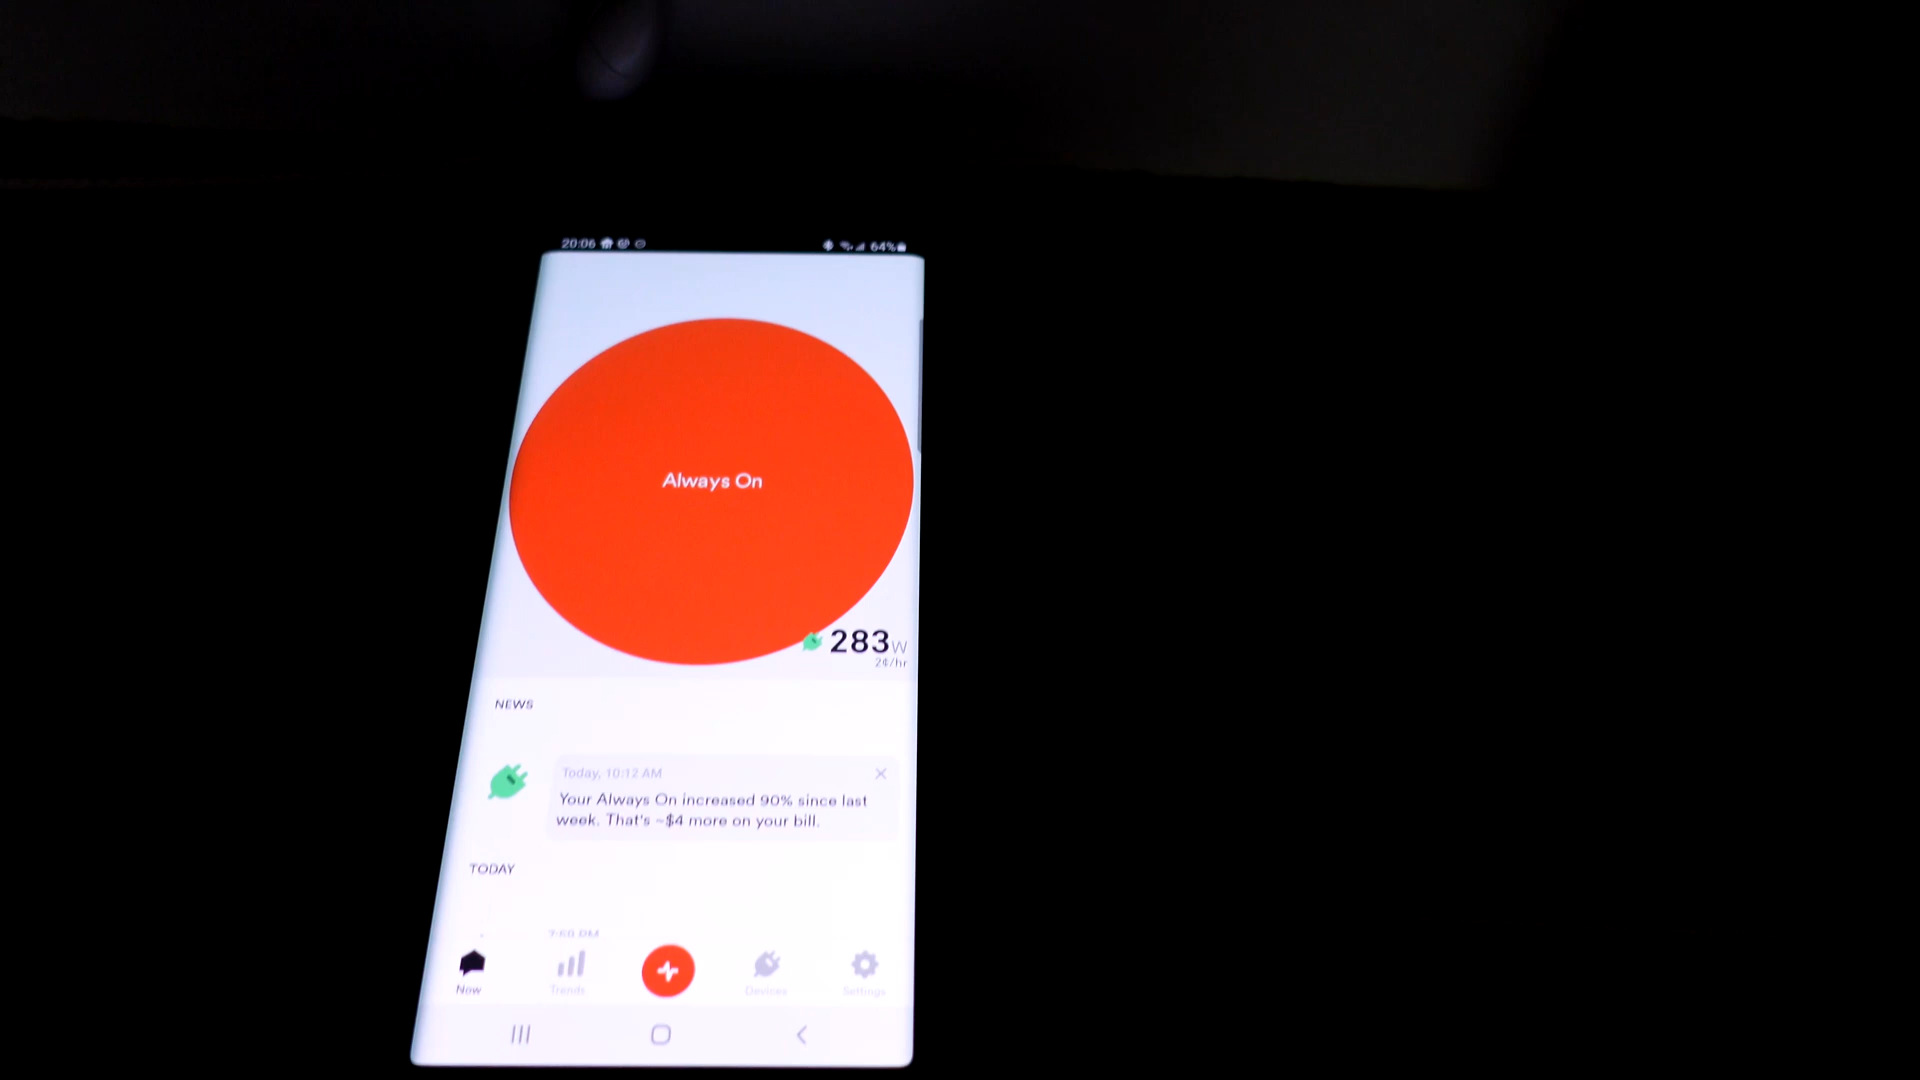 20:06
64%
Always On
283W
2¢/hr
NEWS
Today, 10:12 AM
Your Always On increased 90% since last
week. That's ~$4 more on your bill.
TODAY
Now
Trends
Devices
Settings